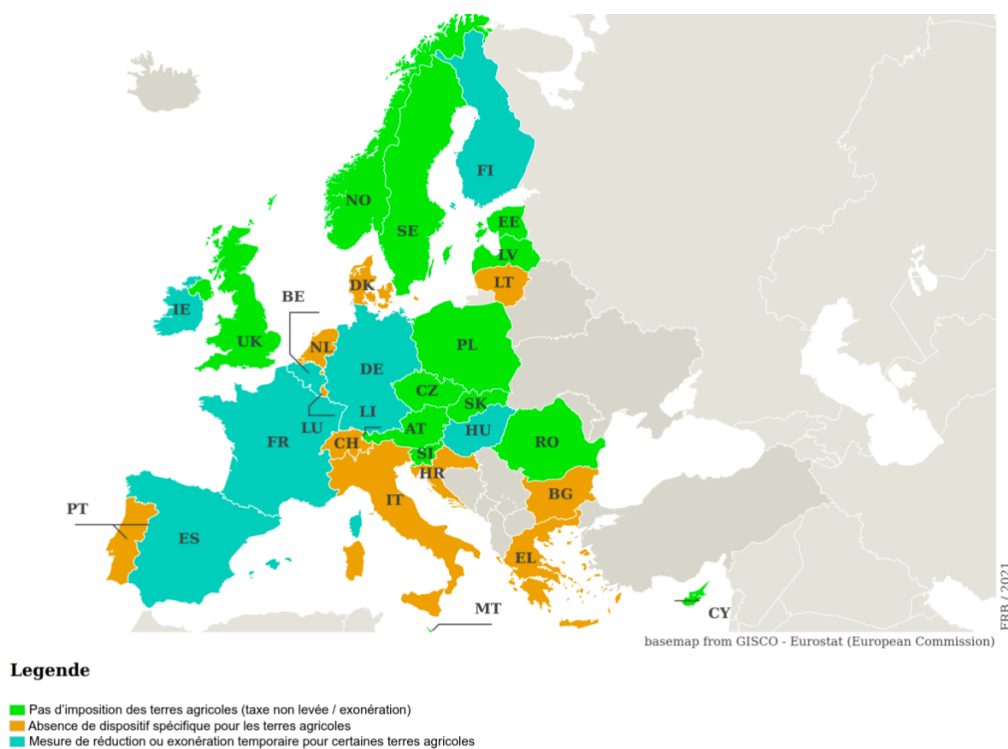 FI
NO
SE
EE
LV
LT
DK
BE
IE
UK
NL
PL
DE
CZ
SK
LI
LU
AT
HU
FR
CH
SI
RO
HR
IT
BG
PT
ES
EL
MT
CY
FRB / 2021
basemap from GISCO - Eurostat (European Commission)
Legende
Pas d'imposition des terres agricoles (taxe non levée / exonération)
Absence de dispositif spécifique pour les terres agricoles
Mesure de réduction ou exonération temporaire pour certaines terres agricoles